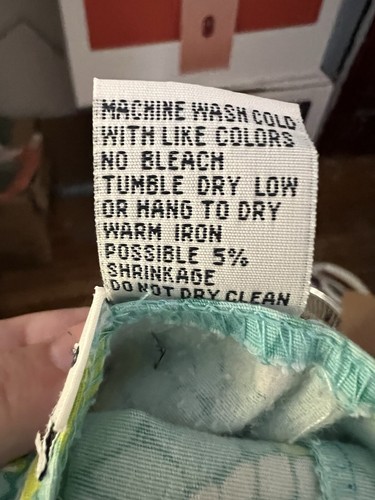 MACHINE WASH COLD
WITH LIKE COLORS
NO BLEACH
TUMBLE DRY LOW
OR HANG TO DRY
WARM IRON
POSSIBLE 5%
SHRINKAGE
DO NOT DRY CLEAN